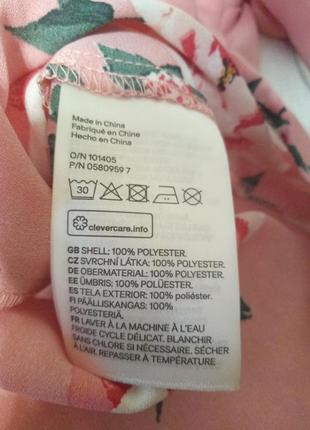 Made in China
Fabriqué en Chine
Hecho en China
O/N 101405
P/N 0580959 7
30
clevercare.info
GB SHELL: 100% POLYESTER.
CZ SVRCHNÍ LÁTKA: 100% POLYESTER.
DE OBERMATERIAL: 100% POLYESTER.
EE ÜMBRIS: 100% POLÜESTER.
ES TELA EXTERIOR: 100% poliéster.
FI PÄÄLLISKANGAS: 100%
POLYESTERIÄ.
FR LAVER À LA MACHINE À L'EAU
FROIDE CYCLE DÉLICAT. BLANCHIR
SANS CHLORE SI NÉCESSAIRE. SÉCHER
À L'AIR. REPASSER À TEMPÉRATURE